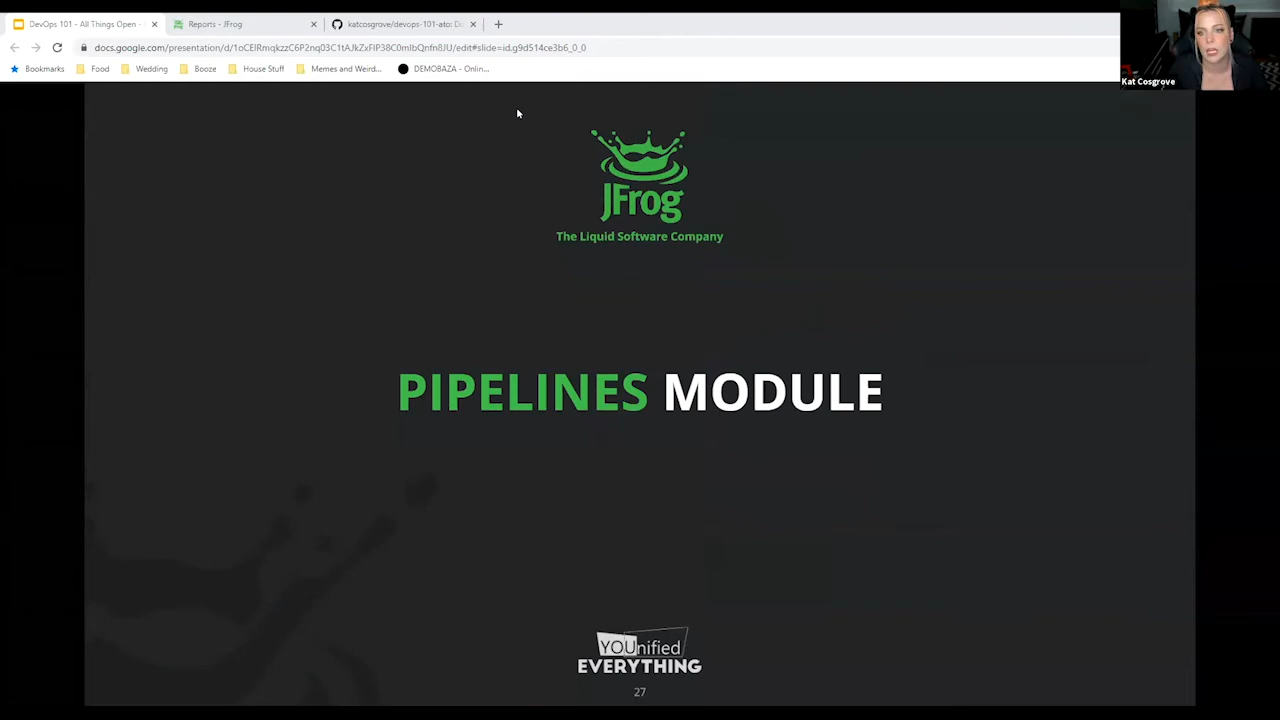 DevOps 101 - All Things Open -
Reports - JFrog
katcosgrove/devops-101-ato: De
docs.google.com/presentation/d/1oCEIRmqkzzC6P2nq03C1tAJkZxFIP38C0mIbQnfn8JU/edit#slide=id.g9d514ce3b6_0_0
Bookmarks Food Wedding Booze House Stuff Memes and Weird... DEMOBAZA - Onlin...
Kat Cosgrove
JFrog
The Liquid Software Company
PIPELINES MODULE
YOUnified
EVERYTHING
27